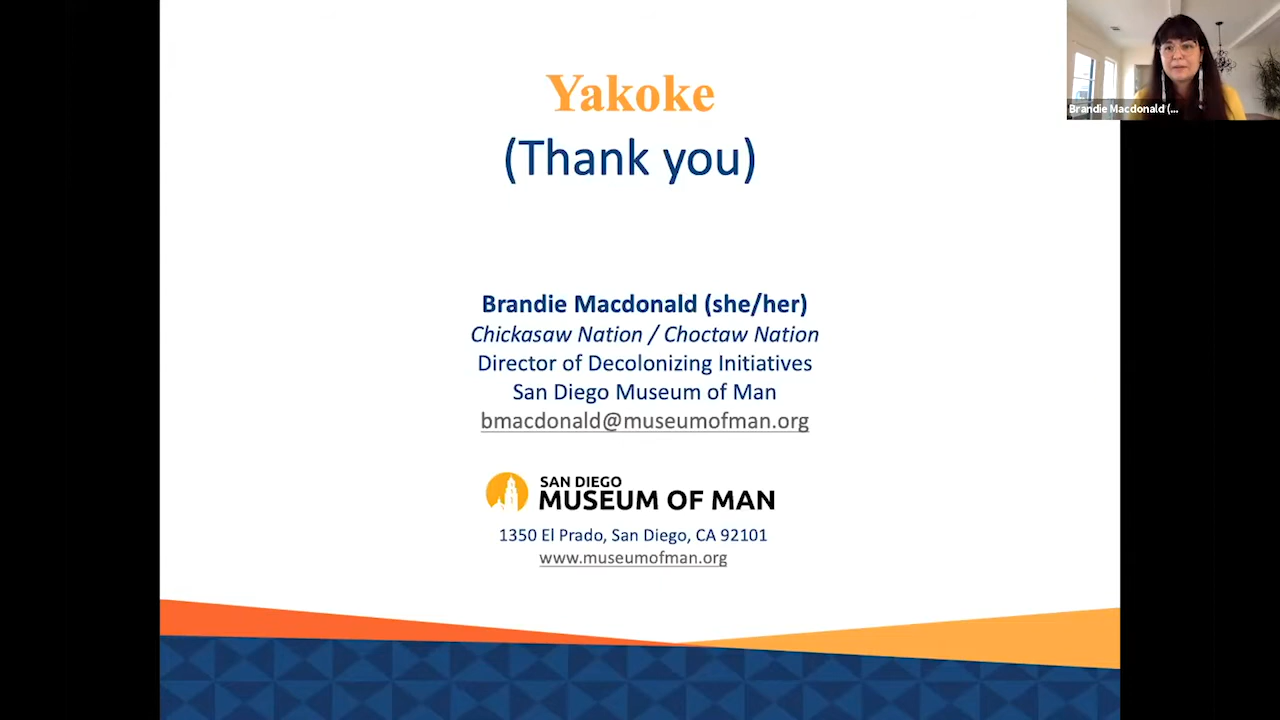 Yakoke
(Thank you)
Brandie Macdonald (...
Brandie Macdonald (she/her)
Chickasaw Nation / Choctaw Nation
Director of Decolonizing Initiatives
San Diego Museum of Man
bmacdonald@museumofman.org
SAN DIEGO
MUSEUM OF MAN
1350 El Prado, San Diego, CA 92101
www.museumofman.org